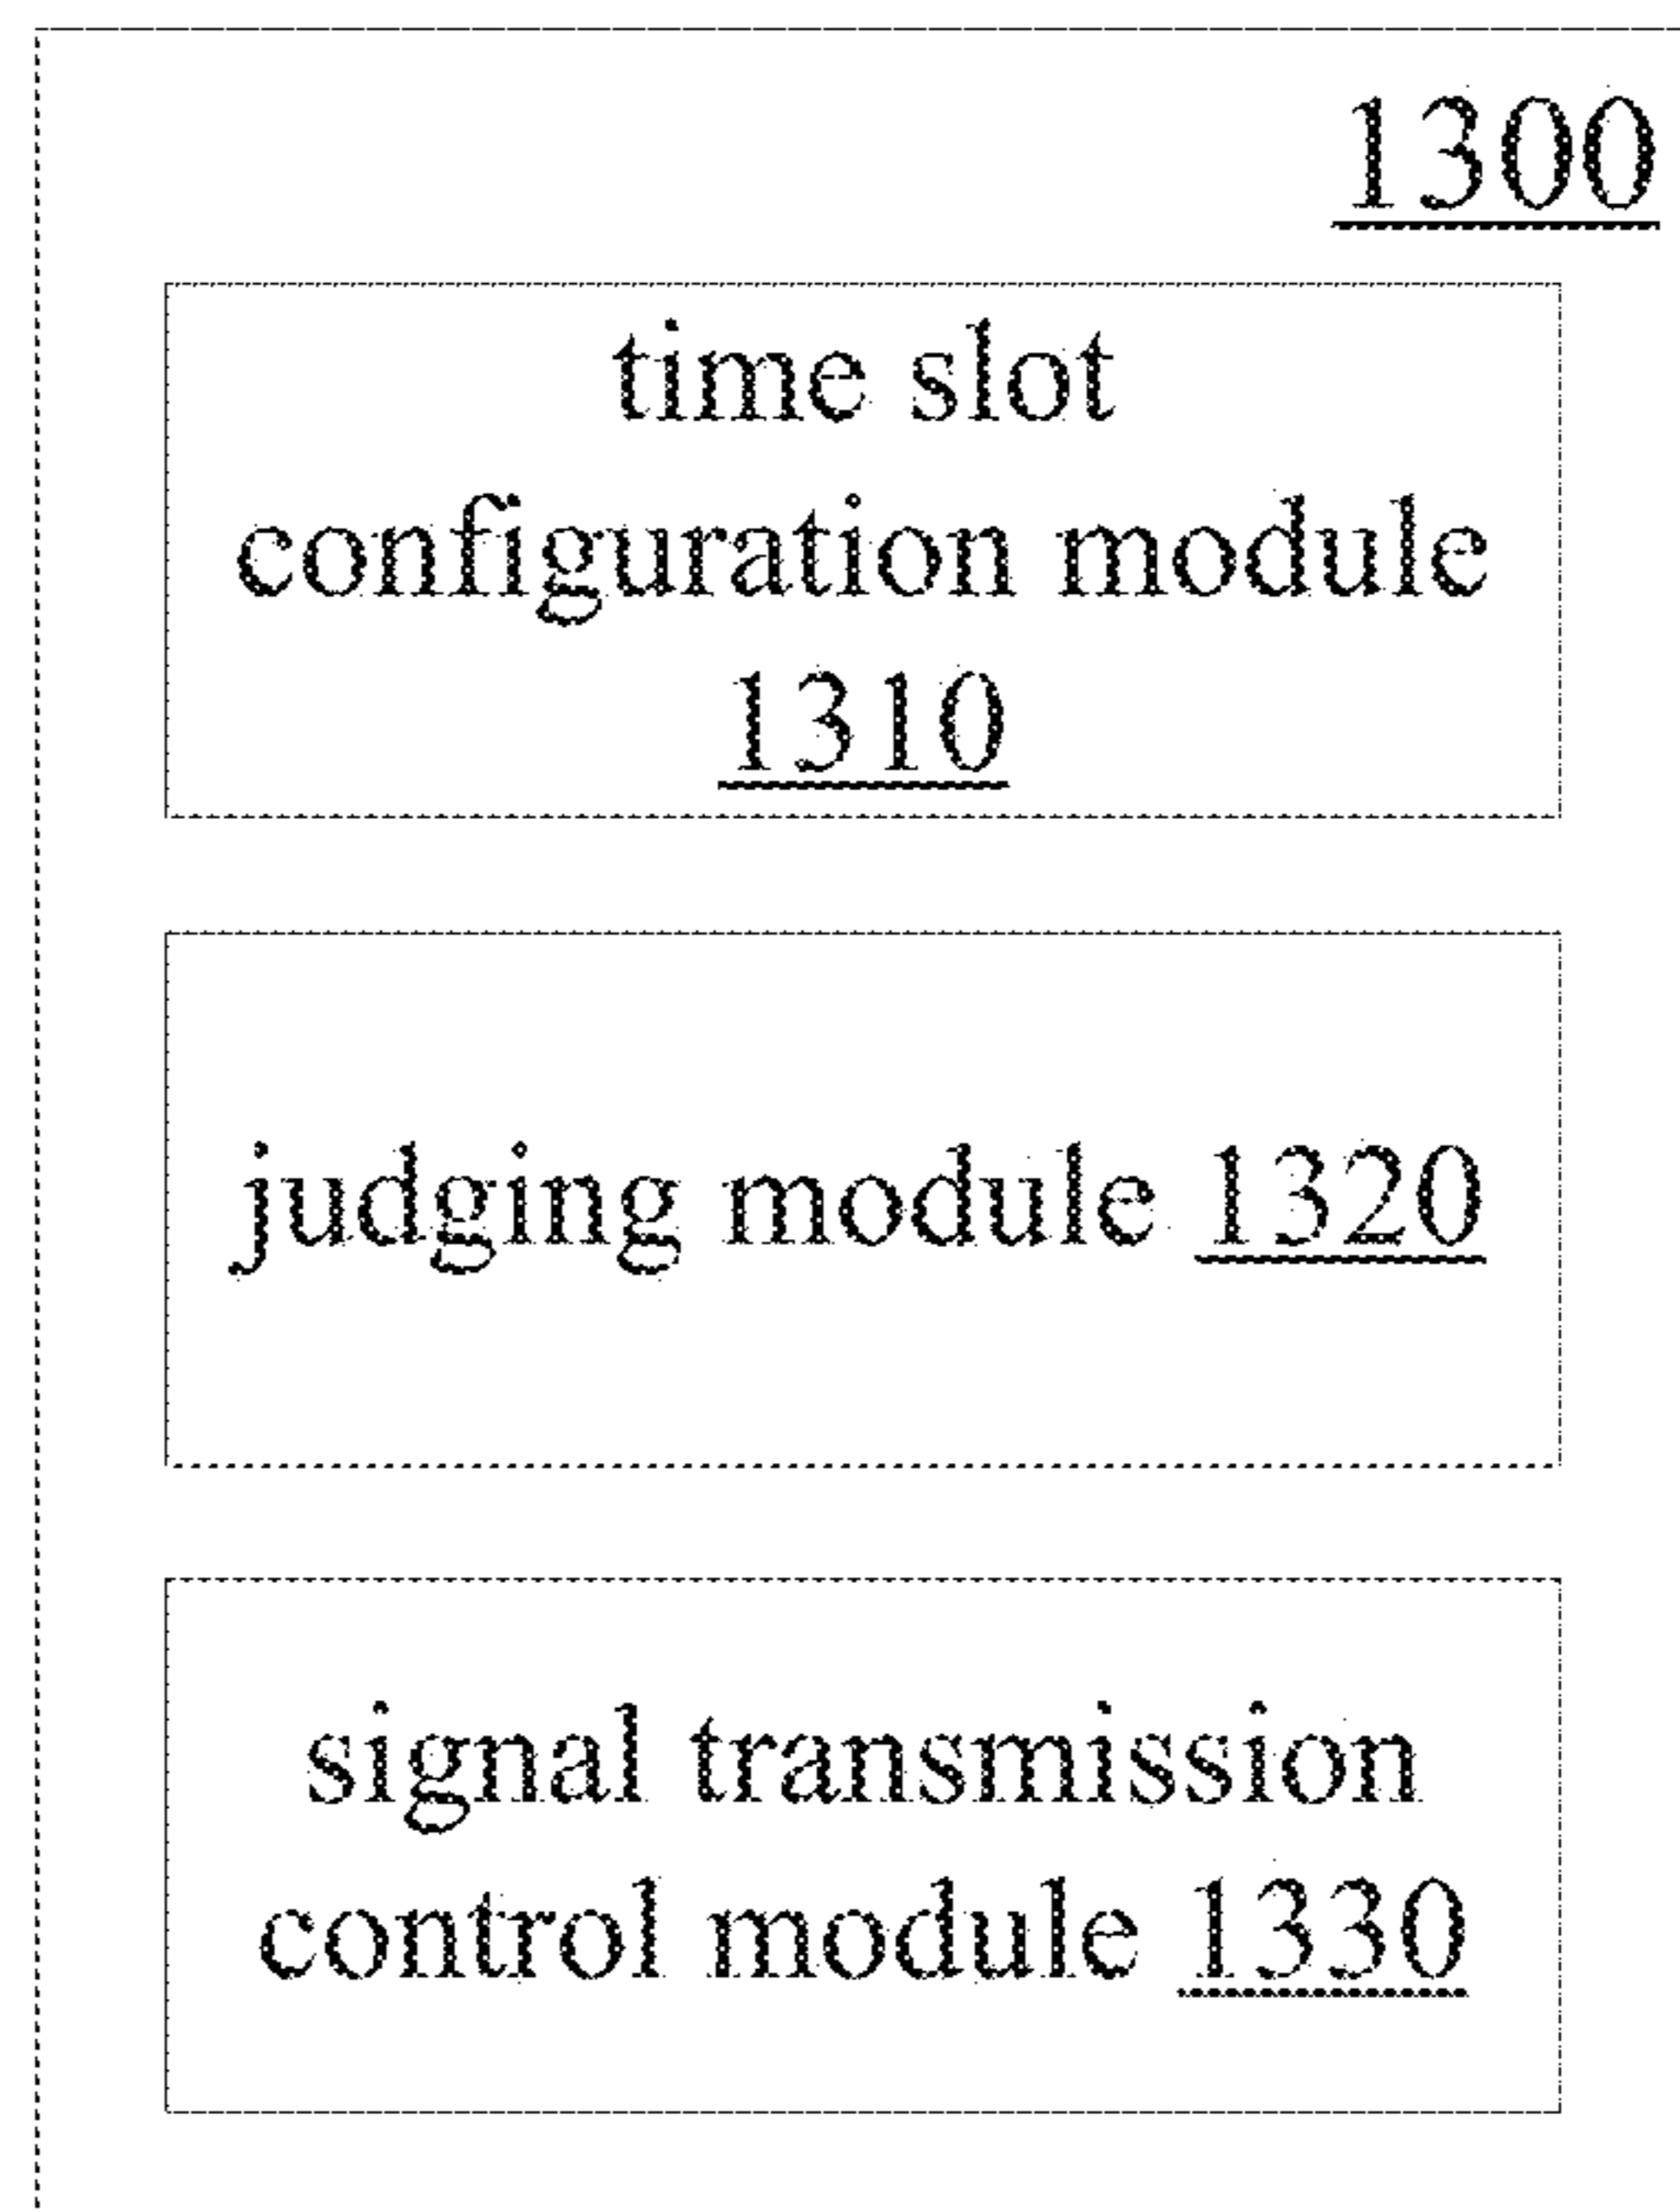 1300
time slot
configuration module
1310
judging module 1320
signal transmission
control module 1330